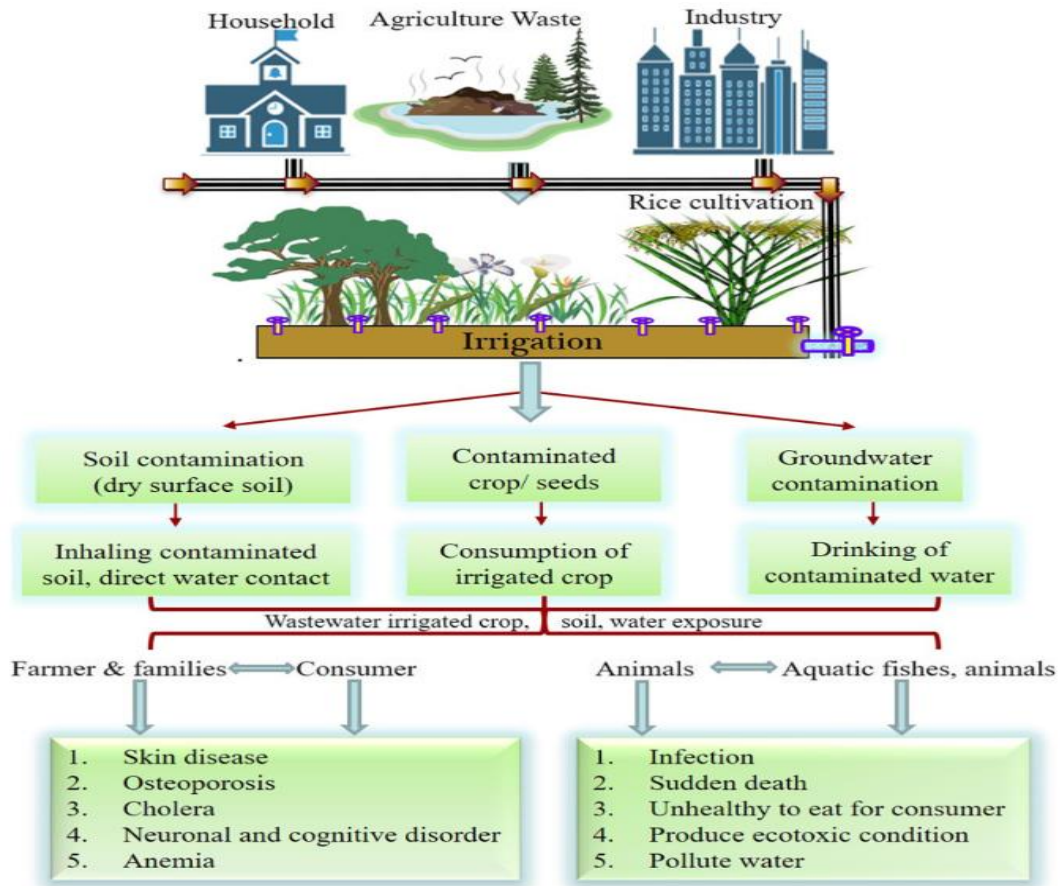 Household
Agriculture Waste
Industry
Rice cultivation
Irrigation
Soil contamination
(dry surface soil)
Contaminated
crop/ seeds
Groundwater
contamination
Inhaling contaminated
soil, direct water contact
Consumption of
irrigated crop
Drinking of
contaminated water
Wastewater irrigated crop, soil, water exposure
Farmer & families
Consumer
Animals
Aquatic fishes, animals
1. Skin disease
2. Osteoporosis
3. Cholera
4. Neuronal and cognitive disorder
5. Anemia
1. Infection
2. Sudden death
3. Unhealthy to eat for consumer
4. Produce ecotoxic condition
5. Pollute water